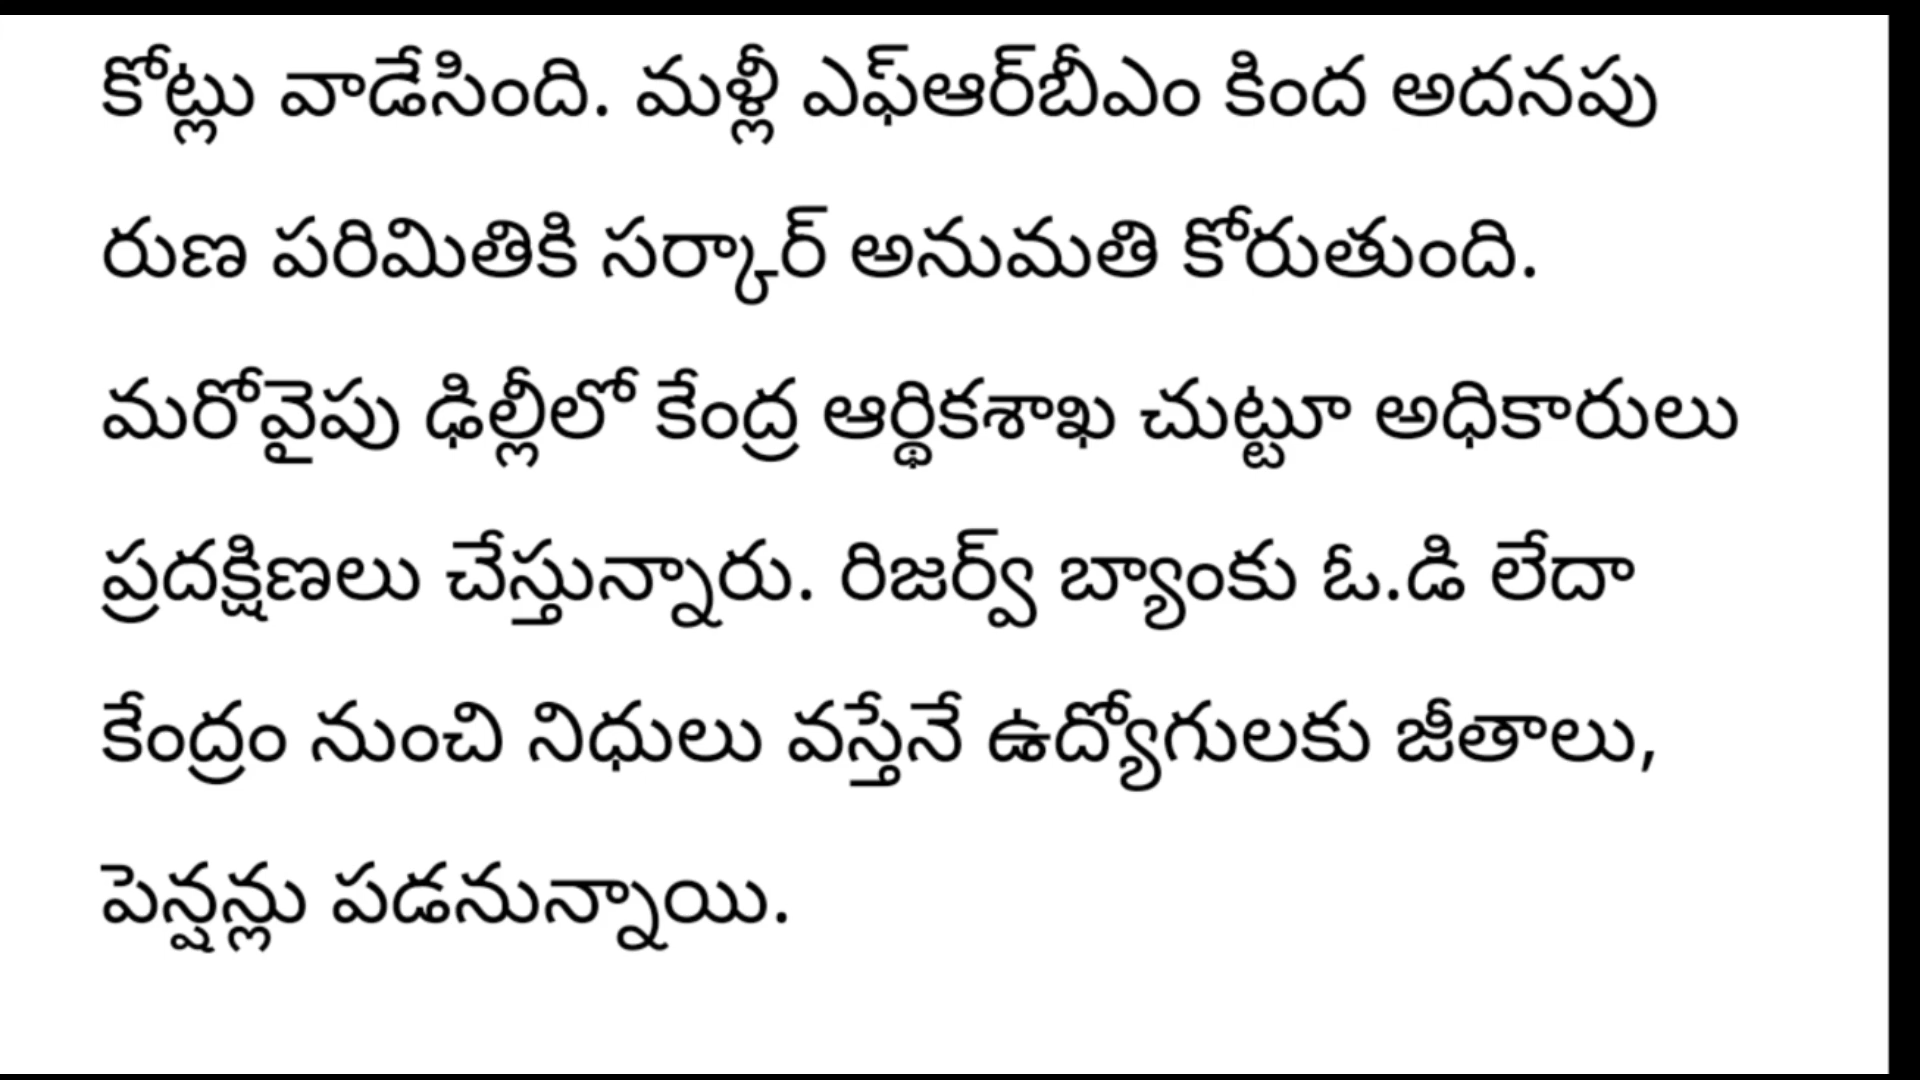 కోట్లు వాడేసింది. మళ్లీ ఎఫ్ఆర్‌బీఎం కింద అదనపు
రుణ పరిమితికి సర్కార్ అనుమతి కోరుతుంది.
మరోవైపు ఢిల్లీలో కేంద్ర ఆర్థికశాఖ చుట్టూ అధికారులు
ప్రదక్షిణలు చేస్తున్నారు. రిజర్వ్ బ్యాంకు ఓ.డి లేదా
కేంద్రం నుంచి నిధులు వస్తేనే ఉద్యోగులకు జీతాలు,
పెన్షన్లు పడనున్నాయి.